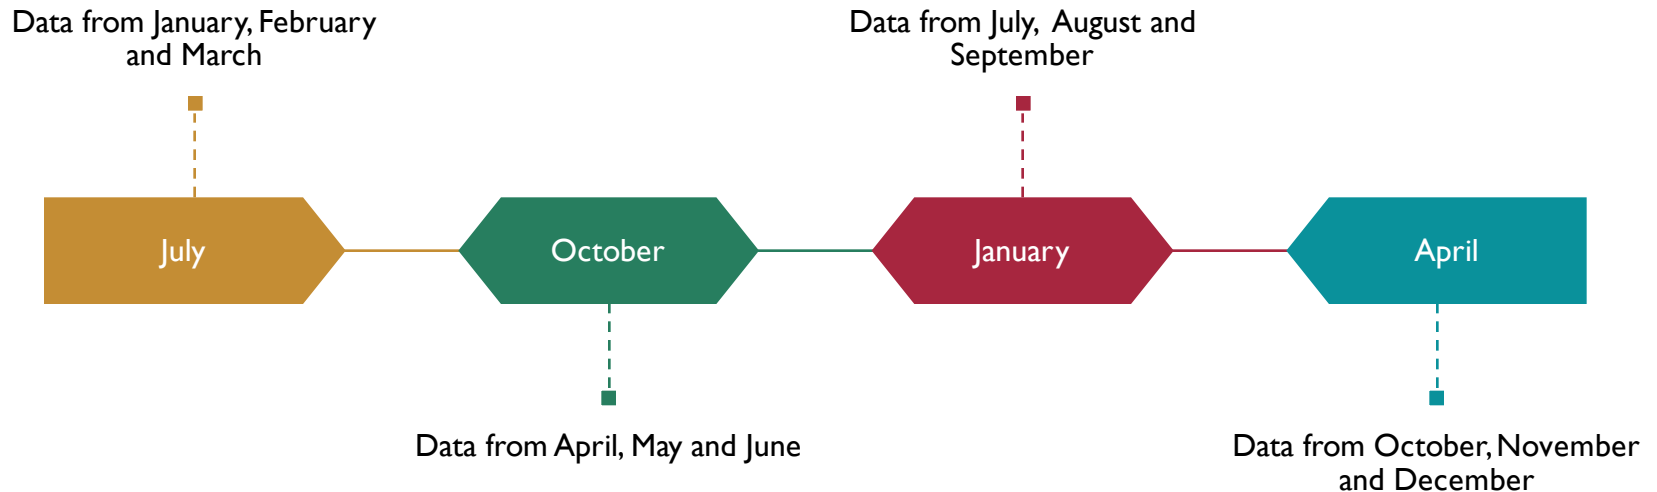 Data from January, February
and March
Data from July, August and
September
July
October
January
April
Data from April, May and June
Data from October, November
and December